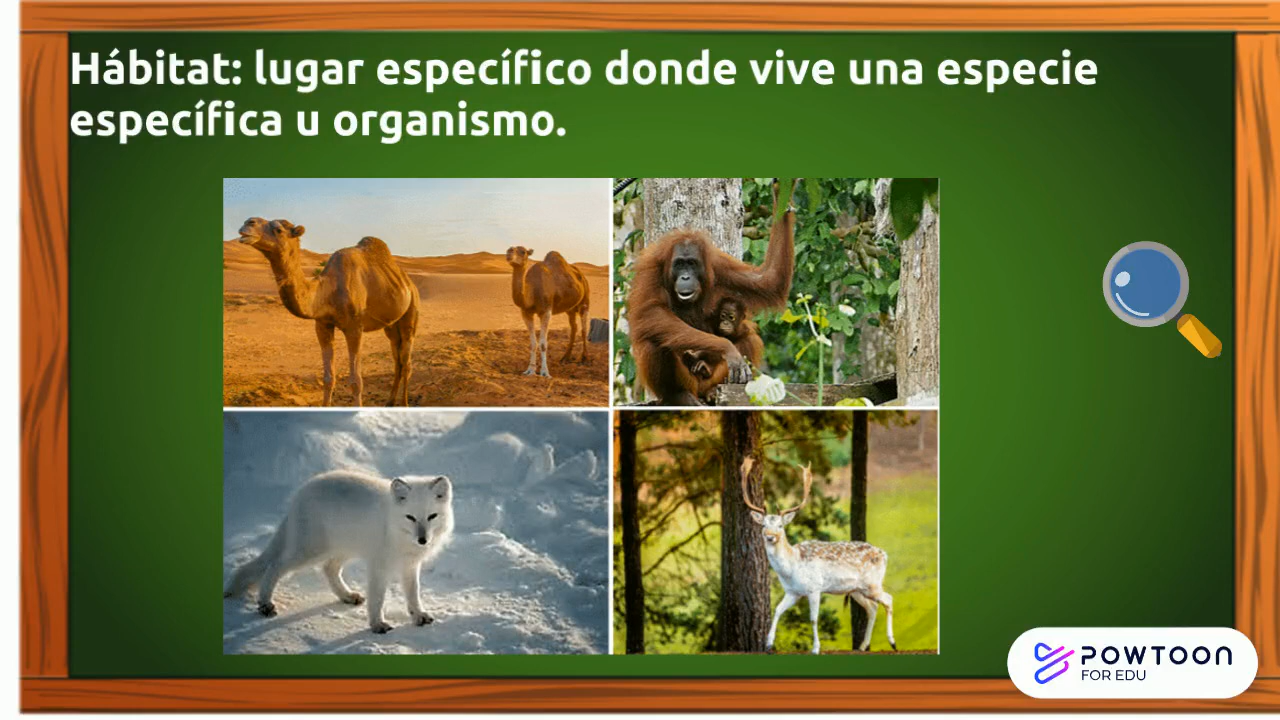 Hábitat: lugar específico donde vive una especie
específica u organismo.
POWTOON
FOR EDU